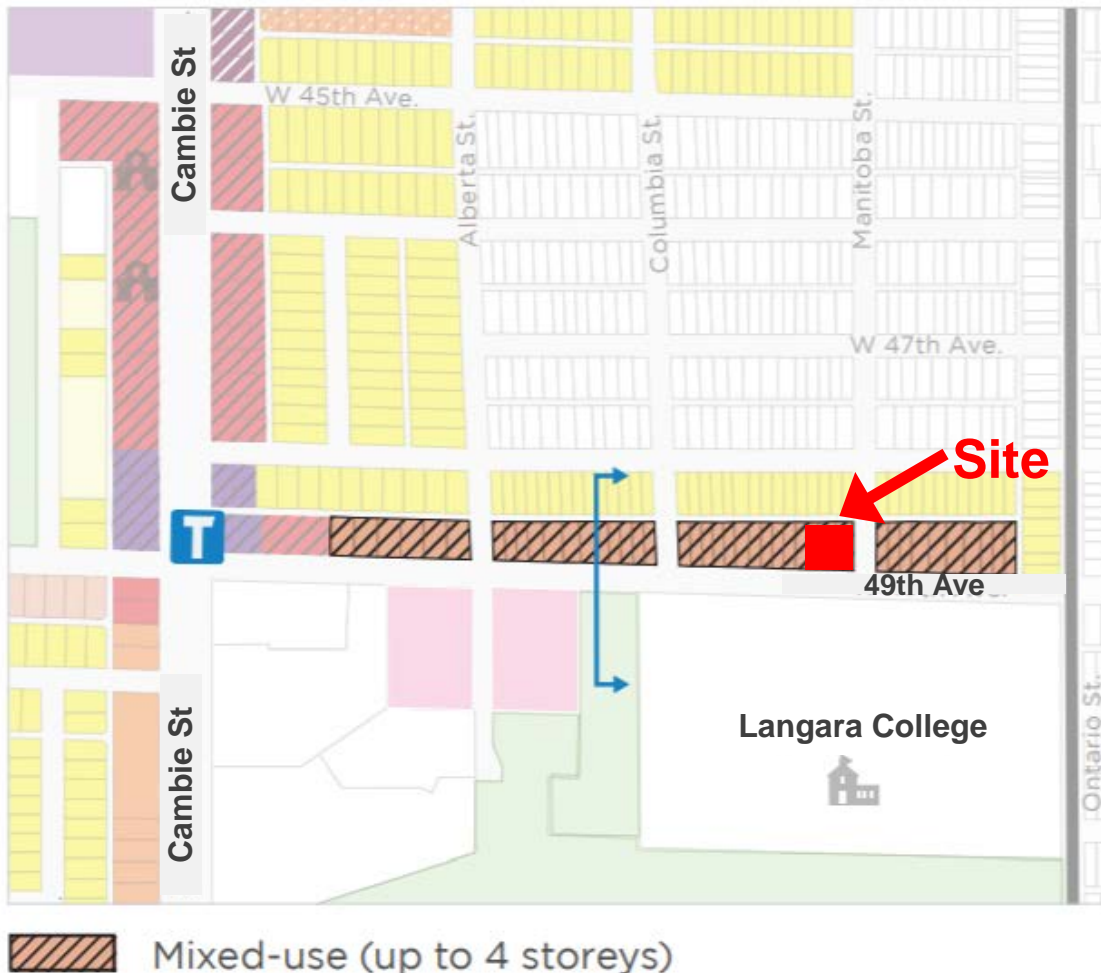 Cambie St
W 45th Ave.
Alberta St.
Columbia St.
Manitoba St.
W 47th Ave.
Site
T
49th Ave
Langara College
Cambie St
Ontario St.
Mixed-use (up to 4 storeys)